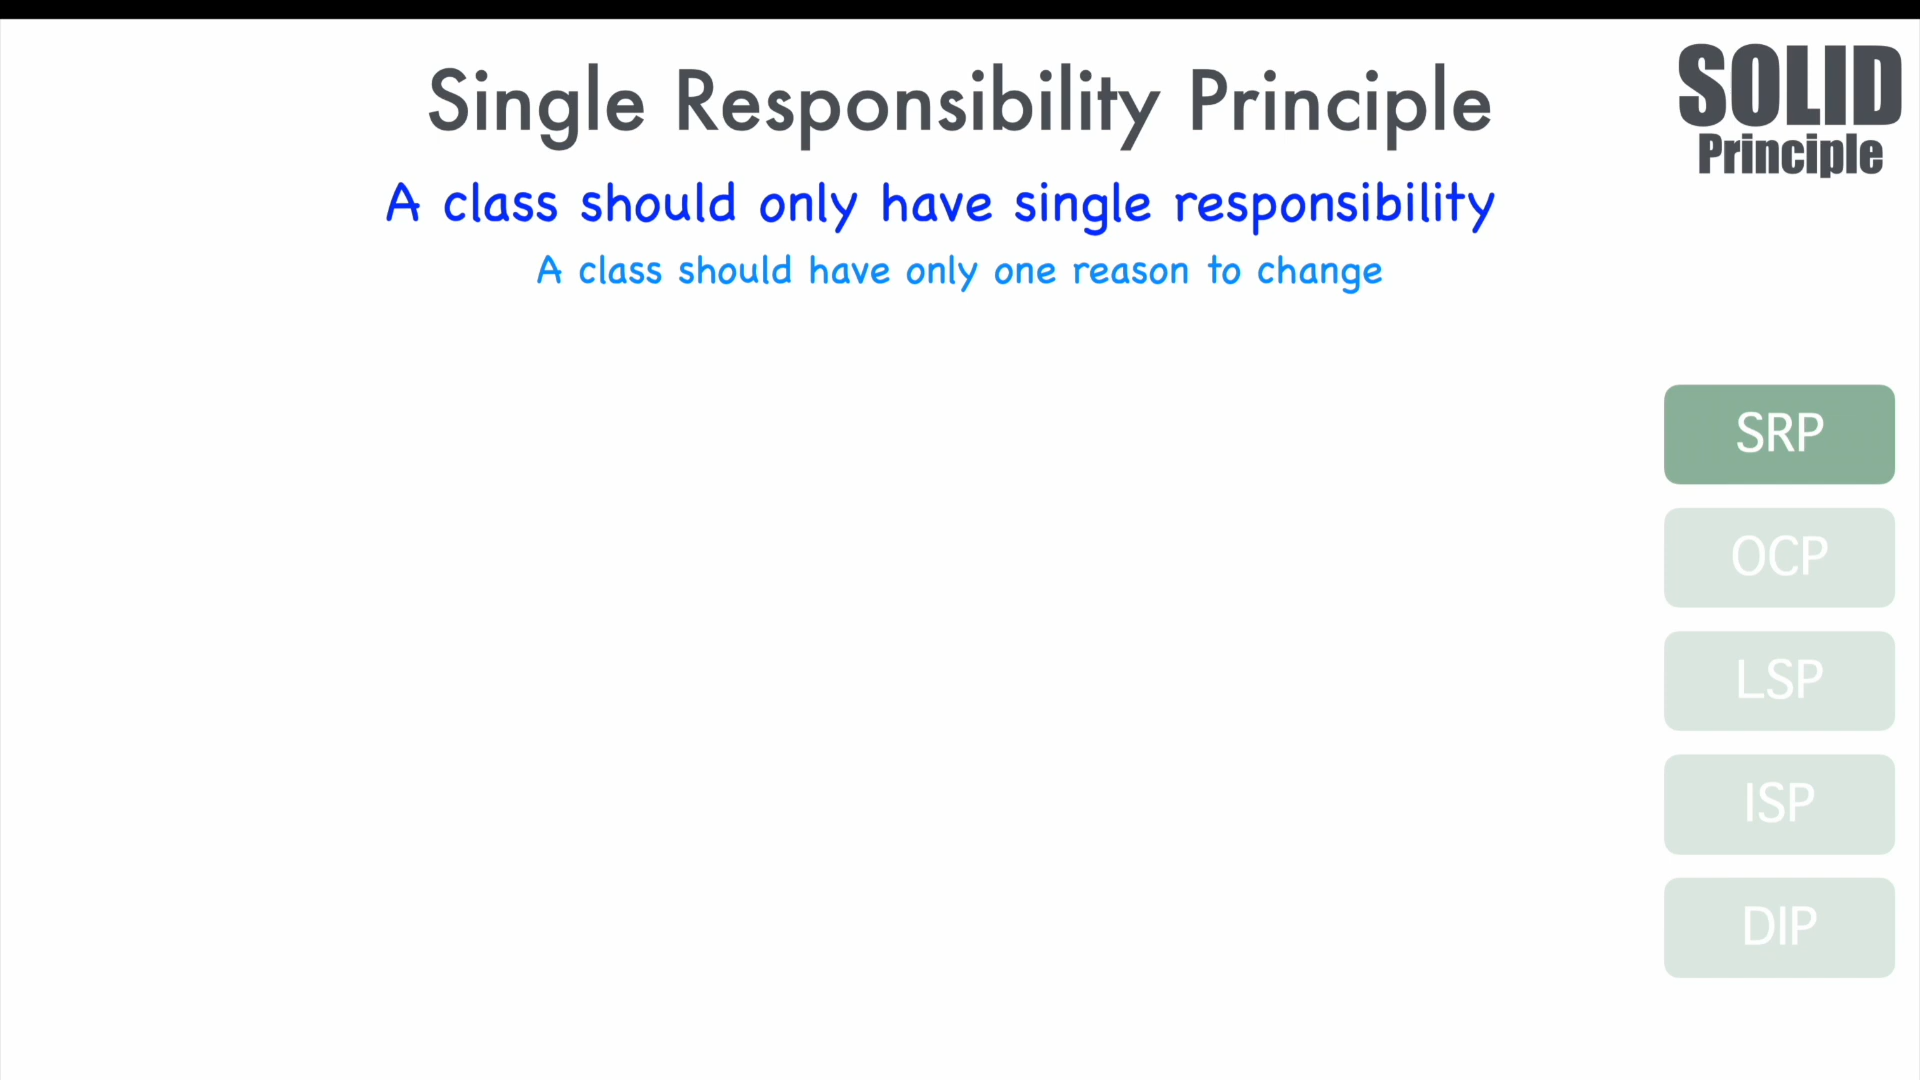 Single Responsibility Principle
A class should only have single responsibility
A class should have only one reason to change
SOLID
Principle
SRP
OCP
LSP
ISP
DIP